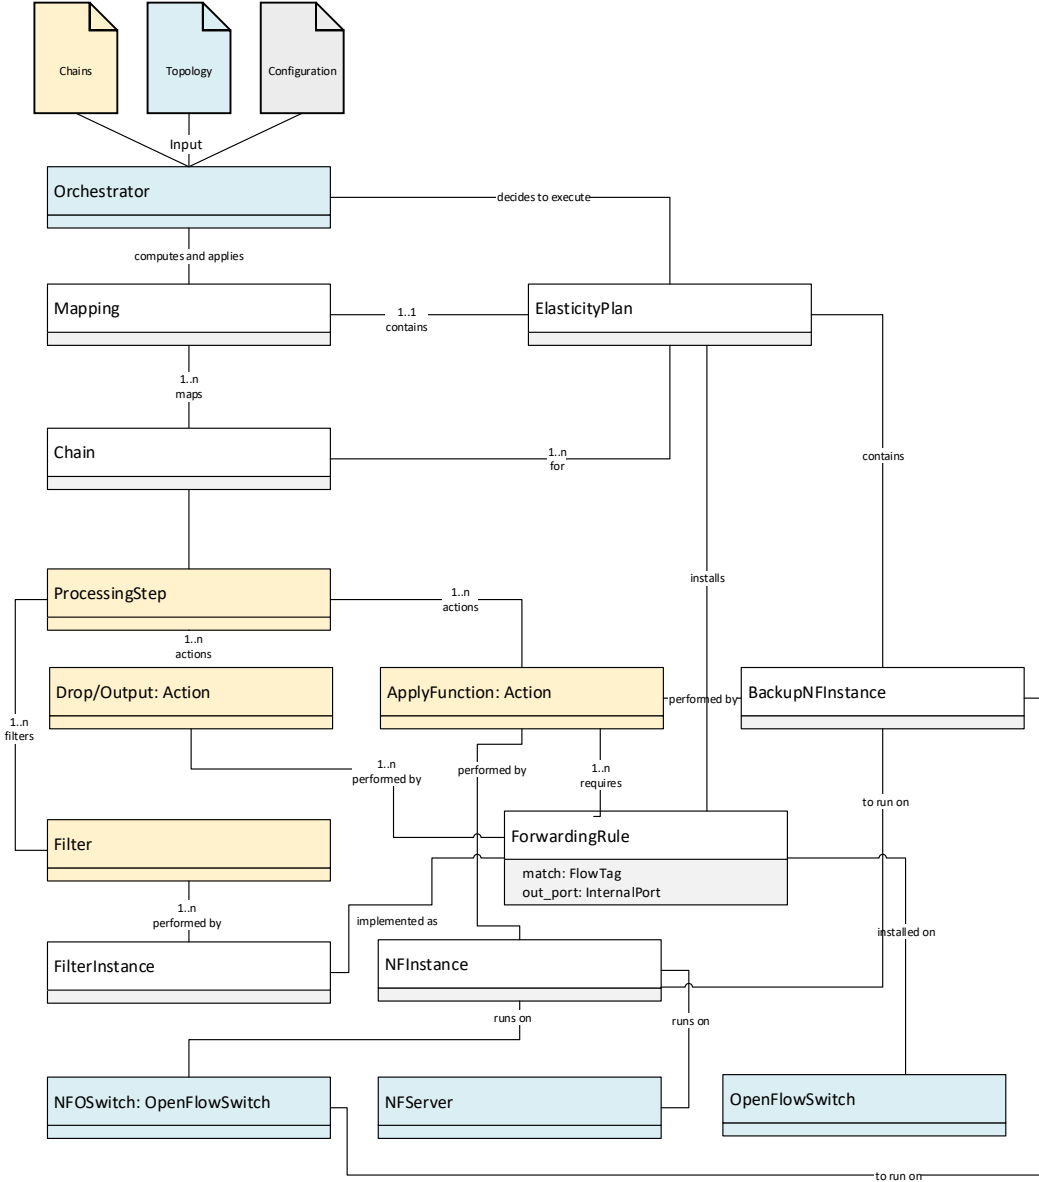 Chains
Topology
Configuration
Input
Orchestrator
decides to execute
computes and applies
Mapping
1..1
contains
ElasticityPlan
1..n
maps
Chain
1..n
for
contains
installs
ProcessingStep
1..n
actions
1..n
actions
Drop/Output: Action
ApplyFunction: Action
performed by
BackupNFInstance
1..n
filters
1..n
performed by
performed by
1..n
requires
to run on
Filter
ForwardingRule
match: FlowTag
out_port: InternalPort
1..n
performed by
implemented as
installed on
FilterInstance
NFInstance
runs on
runs on
NFOSwitch: OpenFlowSwitch
NFServer
OpenFlowSwitch
to run on